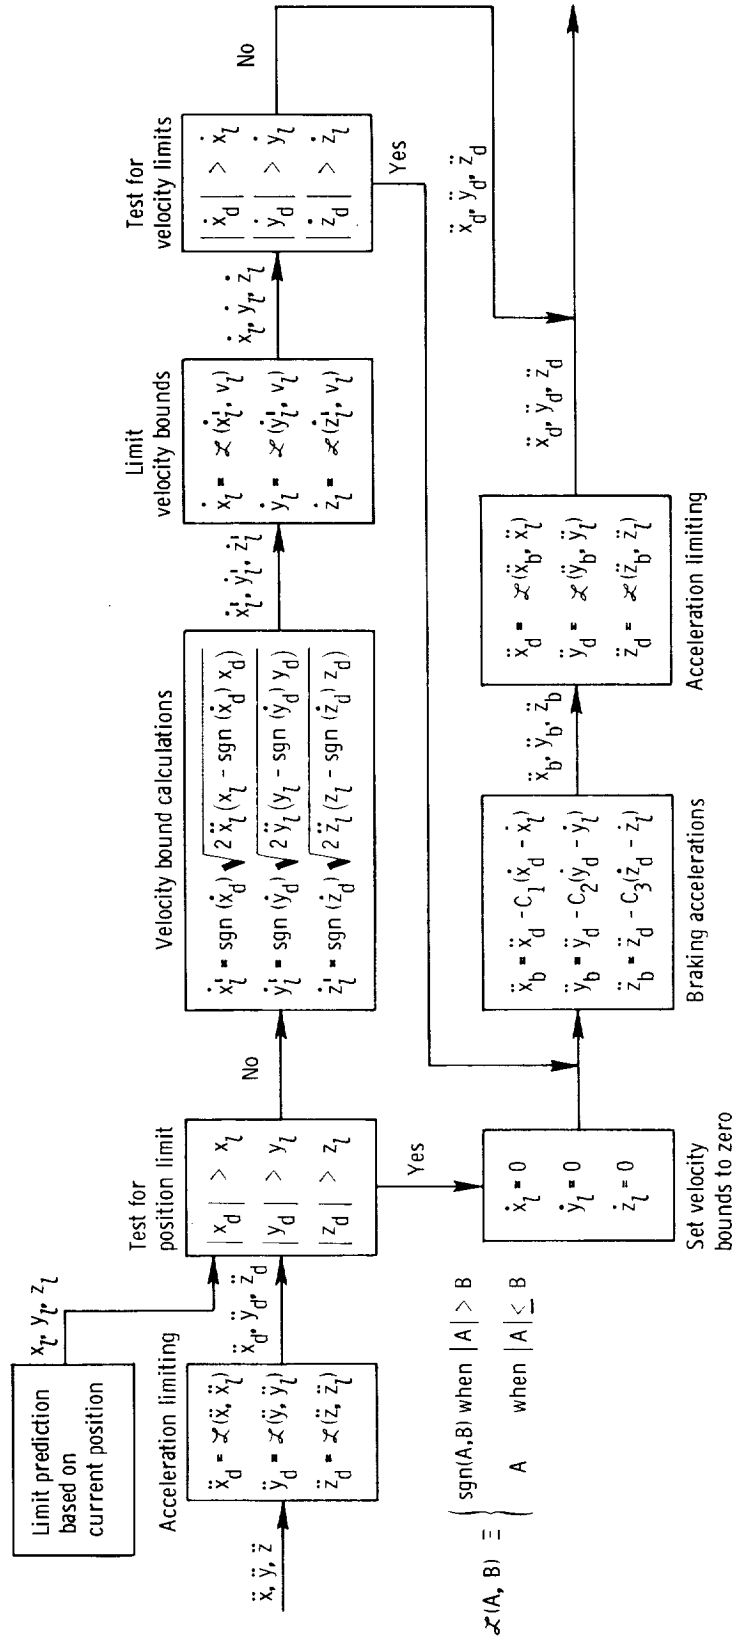 Limit prediction
based on
current position
x_l, y_l, z_l
ẍ, ÿ, z̈
Acceleration limiting
ẍ_d = ℒ(ẍ, ẍ_l)
ÿ_d = ℒ(ÿ, ÿ_l)
z̈_d = ℒ(z̈, z̈_l)
ẍ_d, ÿ_d, z̈_d
Test for
position limit
|x_d| > x_l
|y_d| > y_l
|z_d| > z_l
No
Yes
Velocity bound calculations
ẋ'_l = sgn (ẋ_d) √2 ẍ_l (x_l - sgn (ẋ_d) x_d)
ẏ'_l = sgn (ẏ_d) √2 ÿ_l (y_l - sgn (ẏ_d) y_d)
ż'_l = sgn (ż_d) √2 z̈_l (z_l - sgn (ż_d) z_d)
ẋ'_l, ẏ'_l, ż'_l
Limit
velocity bounds
ẋ_l = ℒ(ẋ'_l, v_l)
ẏ_l = ℒ(ẏ'_l, v_l)
ż_l = ℒ(ż'_l, v_l)
ẋ_l, ẏ_l, ż_l
Test for
velocity limits
|ẋ_d| > ẋ_l
|ẏ_d| > ẏ_l
|ż_d| > ż_l
No
Yes
ẍ_d, ÿ_d, z̈_d
ẋ_l = 0
ẏ_l = 0
ż_l = 0
Set velocity
bounds to zero
ẍ_b = ẍ_d - C_1(ẋ_d - ẋ_l)
ÿ_b = ÿ_d - C_2(ẏ_d - ẏ_l)
z̈_b = z̈_d - C_3(ż_d - ż_l)
Braking accelerations
ẍ_b, ÿ_b, z̈_b
ẍ_d = ℒ(ẍ_b, ẍ_l)
ÿ_d = ℒ(ÿ_b, ÿ_l)
z̈_d = ℒ(z̈_b, z̈_l)
Acceleration limiting
ẍ_d, ÿ_d, z̈_d
ℒ(A, B) ≡ { sgn(A,B) when |A| > B
A when |A| ≤ B